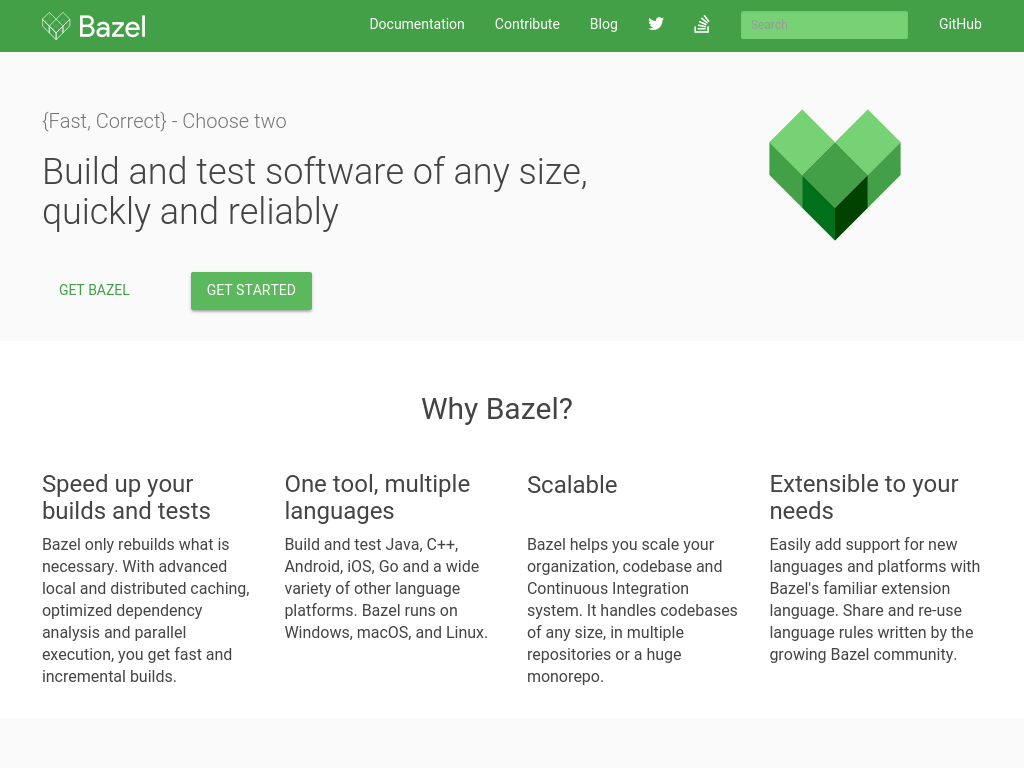 Bazel
Documentation
Contribute
Blog
Search
GitHub
{Fast, Correct} - Choose two
Build and test software of any size,
quickly and reliably
GET BAZEL
GET STARTED
Why Bazel?
Speed up your
builds and tests
Bazel only rebuilds what is
necessary. With advanced
local and distributed caching,
optimized dependency
analysis and parallel
execution, you get fast and
incremental builds.
One tool, multiple
languages
Build and test Java, C++,
Android, iOS, Go and a wide
variety of other language
platforms. Bazel runs on
Windows, macOS, and Linux.
Scalable
Bazel helps you scale your
organization, codebase and
Continuous Integration
system. It handles codebases
of any size, in multiple
repositories or a huge
monorepo.
Extensible to your
needs
Easily add support for new
languages and platforms with
Bazel's familiar extension
language. Share and re-use
language rules written by the
growing Bazel community.